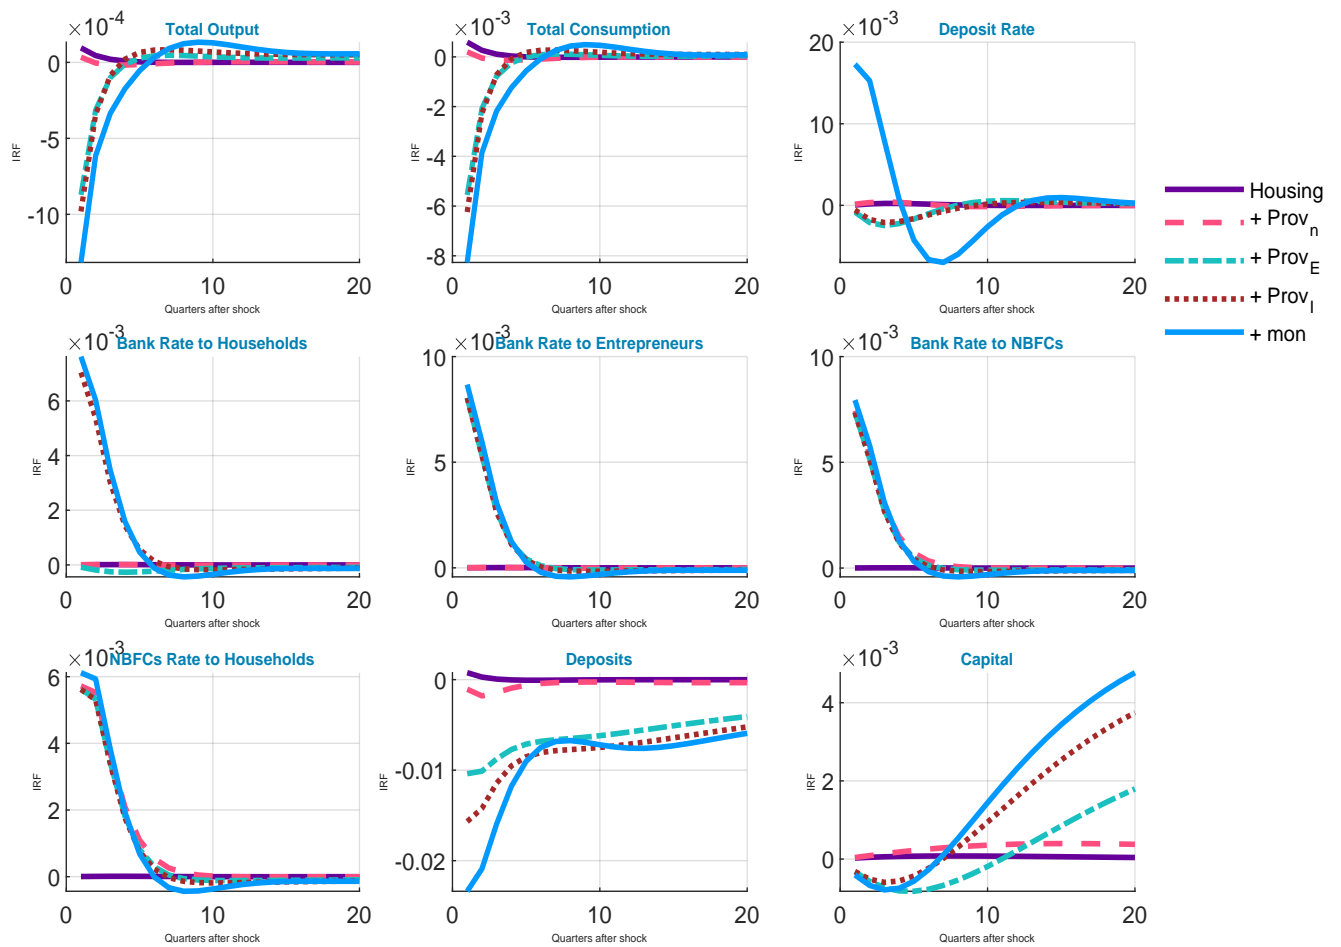 ×10-4
Total Output
0
-5
-10
IRF
0 10 20
Quarters after shock
×10-3
Total Consumption
0
-2
-4
-6
-8
IRF
0 10 20
Quarters after shock
20 ×10-3
Deposit Rate
10
0
IRF
0 10 20
Quarters after shock
Housing
+ Prov_n
+ Prov_E
+ Prov_I
+ mon
×10-3
Bank Rate to Households
6
4
2
0
IRF
0 10 20
Quarters after shock
10 ×10-3
Bank Rate to Entrepreneurs
5
0
IRF
0 10 20
Quarters after shock
10 ×10-3
Bank Rate to NBFCs
5
0
IRF
0 10 20
Quarters after shock
6 ×10-3
NBFCs Rate to Households
4
2
0
IRF
0 10 20
Quarters after shock
Deposits
0
-0.01
-0.02
IRF
0 10 20
Quarters after shock
×10-3
Capital
4
2
0
IRF
0 10 20
Quarters after shock